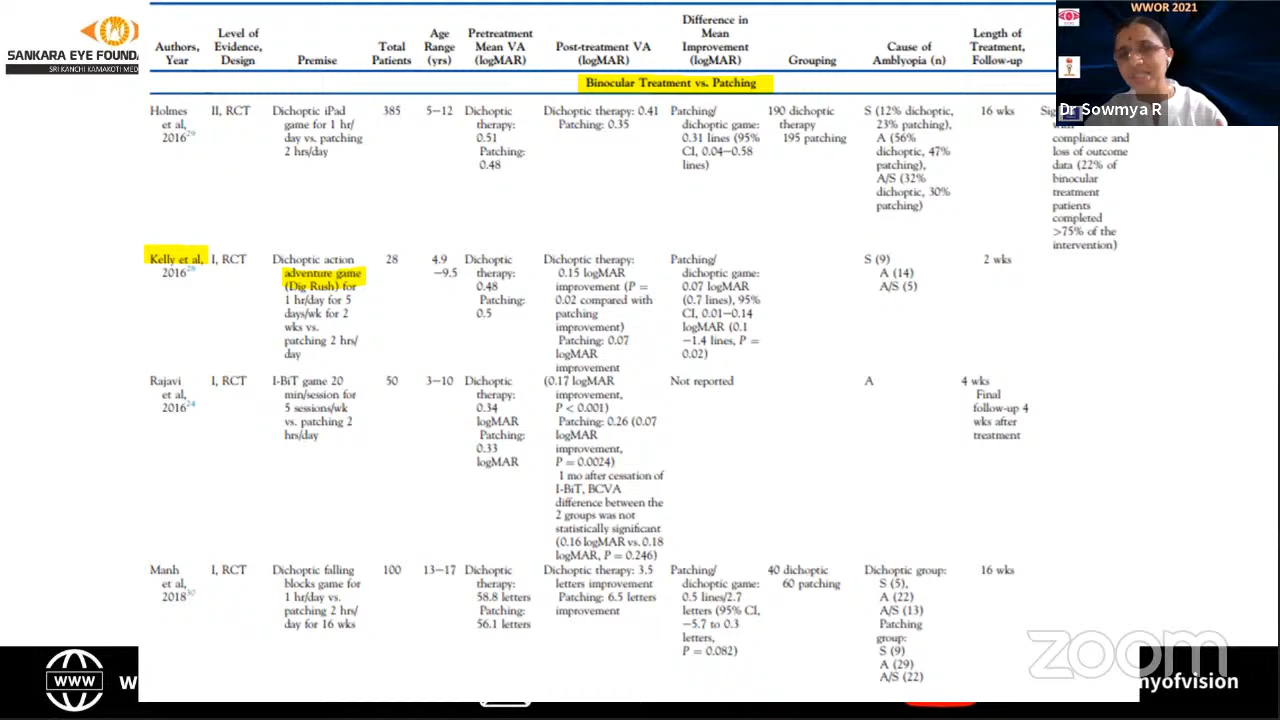 WWOR 2021
SANKARA EYE FOUNDA
SRI KANCHI KAMAKOTI MED
Authors,
Year
Level of
Evidence,
Design
Premise
Total
Patients
Age
Range
(yrs)
Pretreatment
Mean VA
(logMAR)
Post-treatment VA
(logMAR)
Difference in
Mean
Improvement
(logMAR)
Grouping
Cause of
Amblyopia (n)
Length of
Treatment,
Follow-up
Dr Sowmya R
Binocular Treatment vs. Patching
Holmes
et al,
2016²⁹
II, RCT
Dichoptic iPad
game for 1 hr/
day vs. patching
2 hrs/day
385
5–12
Dichoptic
therapy:
0.51
Patching:
0.48
Dichoptic therapy: 0.41
Patching: 0.35
Patching/
dichoptic game:
0.31 lines (95%
CI, 0.04–0.58
lines)
190 dichoptic
therapy
195 patching
S (12% dichoptic,
23% patching),
A (56%
dichoptic, 47%
patching),
A/S (32%
dichoptic, 30%
patching)
16 wks
compliance and
loss of outcome
data (22% of
binocular
treatment
patients
completed
>75% of the
intervention)
Kelly et al,
2016²⁸
I, RCT
Dichoptic action
adventure game
(Dig Rush) for
1 hr/day for 5
days/wk for 2
wks vs.
patching 2 hrs/
day
28
4.9
–9.5
Dichoptic
therapy:
0.48
Patching:
0.5
Dichoptic therapy:
0.15 logMAR
improvement (P =
0.02 compared with
patching
improvement)
Patching: 0.07
logMAR
improvement
Patching/
dichoptic game:
0.07 logMAR
(0.7 lines), 95%
CI, 0.01–0.14
logMAR (0.1
–1.4 lines, P =
0.02)
S (9)
A (14)
A/S (5)
2 wks
Rajavi
et al,
2016²⁴
I, RCT
I-BiT game 20
min/session for
5 sessions/wk
vs. patching 2
hrs/day
50
3–10
Dichoptic
therapy:
0.34
logMAR
Patching:
0.33
logMAR
(0.17 logMAR
improvement,
P < 0.001)
Patching: 0.26 (0.07
logMAR
improvement,
P = 0.0024)
1 mo after cessation of
I-BiT, BCVA
difference between the
2 groups was not
statistically significant
(0.16 logMAR vs. 0.18
logMAR, P = 0.246)
Not reported
A
4 wks
Final
follow-up 4
wks after
treatment
Manh
et al,
2018³⁰
I, RCT
Dichoptic falling
blocks game for
1 hr/day vs.
patching 2 hrs/
day for 16 wks
100
13–17
Dichoptic
therapy:
58.8 letters
Patching:
56.1 letters
Dichoptic therapy: 3.5
letters improvement
Patching: 6.5 letters
improvement
Patching/
dichoptic game:
0.5 lines/2.7
letters (95% CI,
–5.7 to 0.3
letters,
P = 0.082)
40 dichoptic
60 patching
Dichoptic group:
S (5),
A (22)
A/S (13)
Patching
group:
S (9)
A (29)
A/S (22)
16 wks
zoom
WWW
W
nyofvision